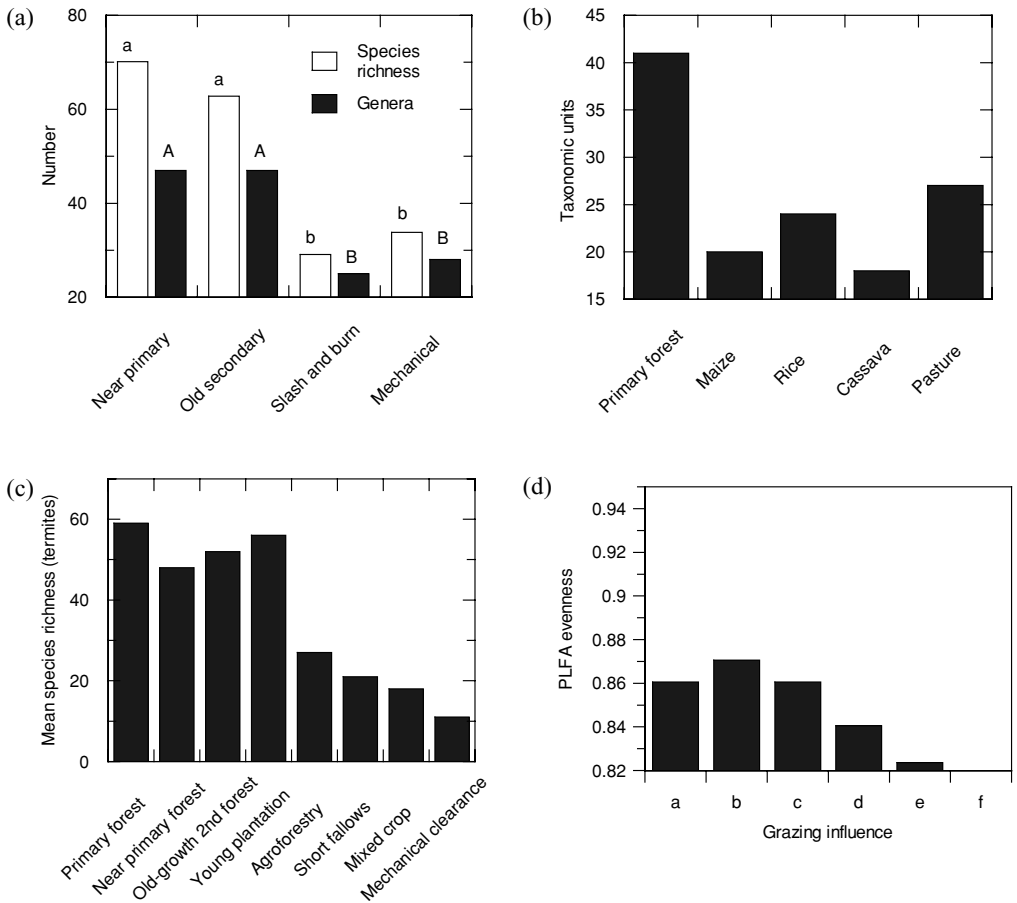 (a)
80
60
40
20
Number
a
A
a
A
b
B
b
B
Species
richness
Genera
Near primary
Old secondary
Slash and burn
Mechanical
(b)
45
40
35
30
25
24
15
Taxonomic units
Primary forest
Maize
Rice
Cassava
Pasture
(c)
60
40
20
0
Mean species richness (termites)
Primary forest
Near primary forest
Old-growth 2nd forest
Young plantation
Agroforestry
Short fallows
Mixed crop
Mechanical clearance
(d)
0.94
0.92
0.9
0.88
0.86
0.84
0.82
PLFA evenness
a
b
c
d
e
f
Grazing influence